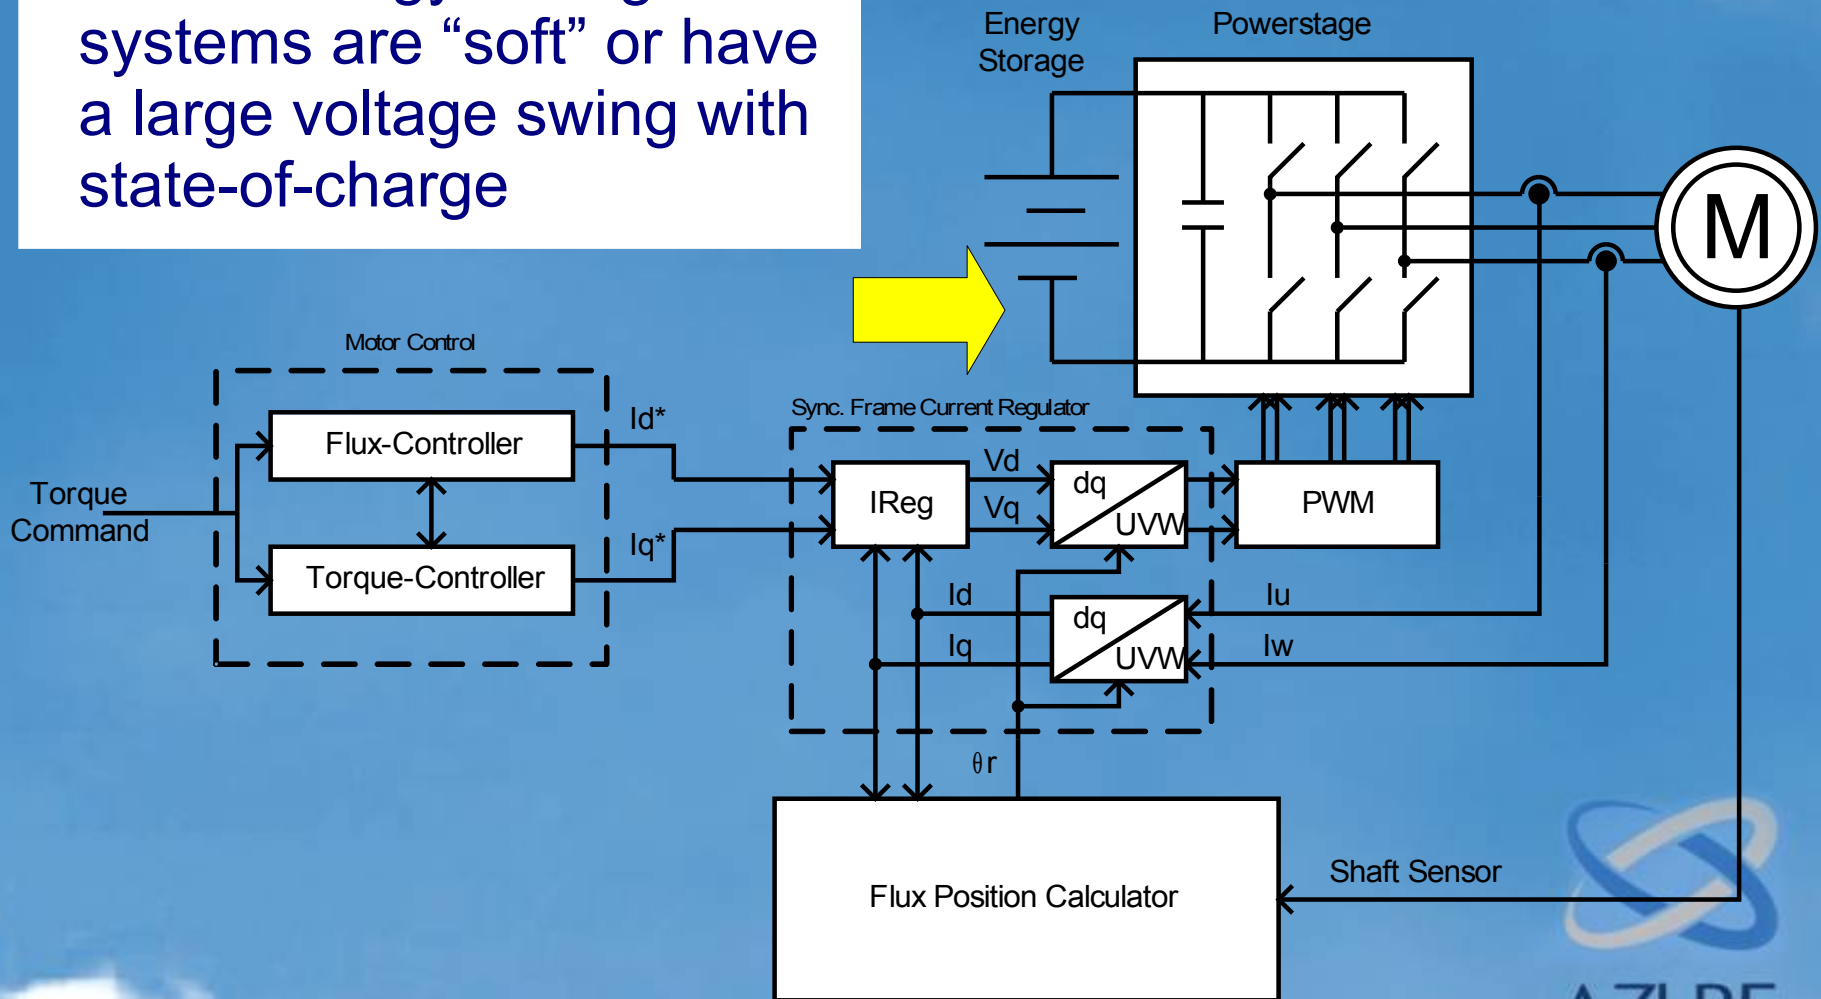 systems are “soft” or have
a large voltage swing with
state-of-charge
Energy
Storage
Powerstage
M
Motor Control
Flux-Controller
Torque-Controller
Torque
Command
Id*
Iq*
Sync. Frame Current Regulator
IReg
Vd
Vq
dq
UVW
PWM
Id
Iq
dq
UVW
Iu
Iw
θr
Flux Position Calculator
Shaft Sensor